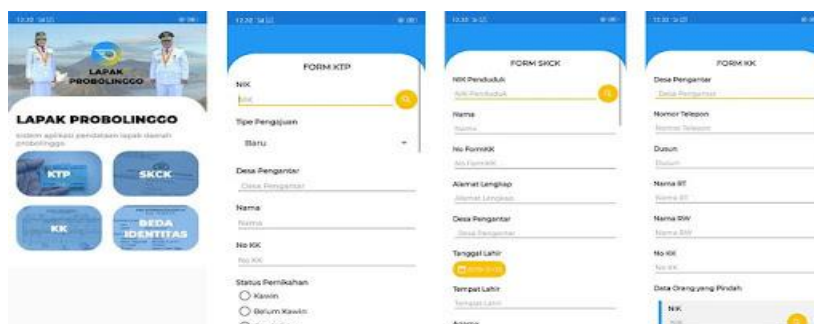 LAPAK
PROBOLINGGO
LAPAK PROBOLINGGO
sistem aplikasi pendataan lapak daerah
probolinggo
KTP
SKCK
KK
BEDA
IDENTITAS
12.20
FORM KTP
NIK
NIK
Tipe Pengajuan
Baru
Desa Pengantar
Desa Pengantar
Nama
Nama
No KK
No KK
Status Pernikahan
Kawin
Belum Kawin
FORM SKCK
NIK Penduduk
NIK Penduduk
Nama
Nama
No FormKK
No FormKK
Alamat Lengkap
Alamat Lengkap
Desa Pengantar
Desa Pengantar
Tanggal Lahir
Tempat Lahir
Tempat Lahir
Agama
FORM KK
Desa Pengantar
Desa Pengantar
Nomor Telepon
Nomor Telepon
Dusun
Dusun
Nama RT
Nama RT
Nama RW
Nama RW
No KK
No KK
Data Orang yang Pindah
NIK
NIK